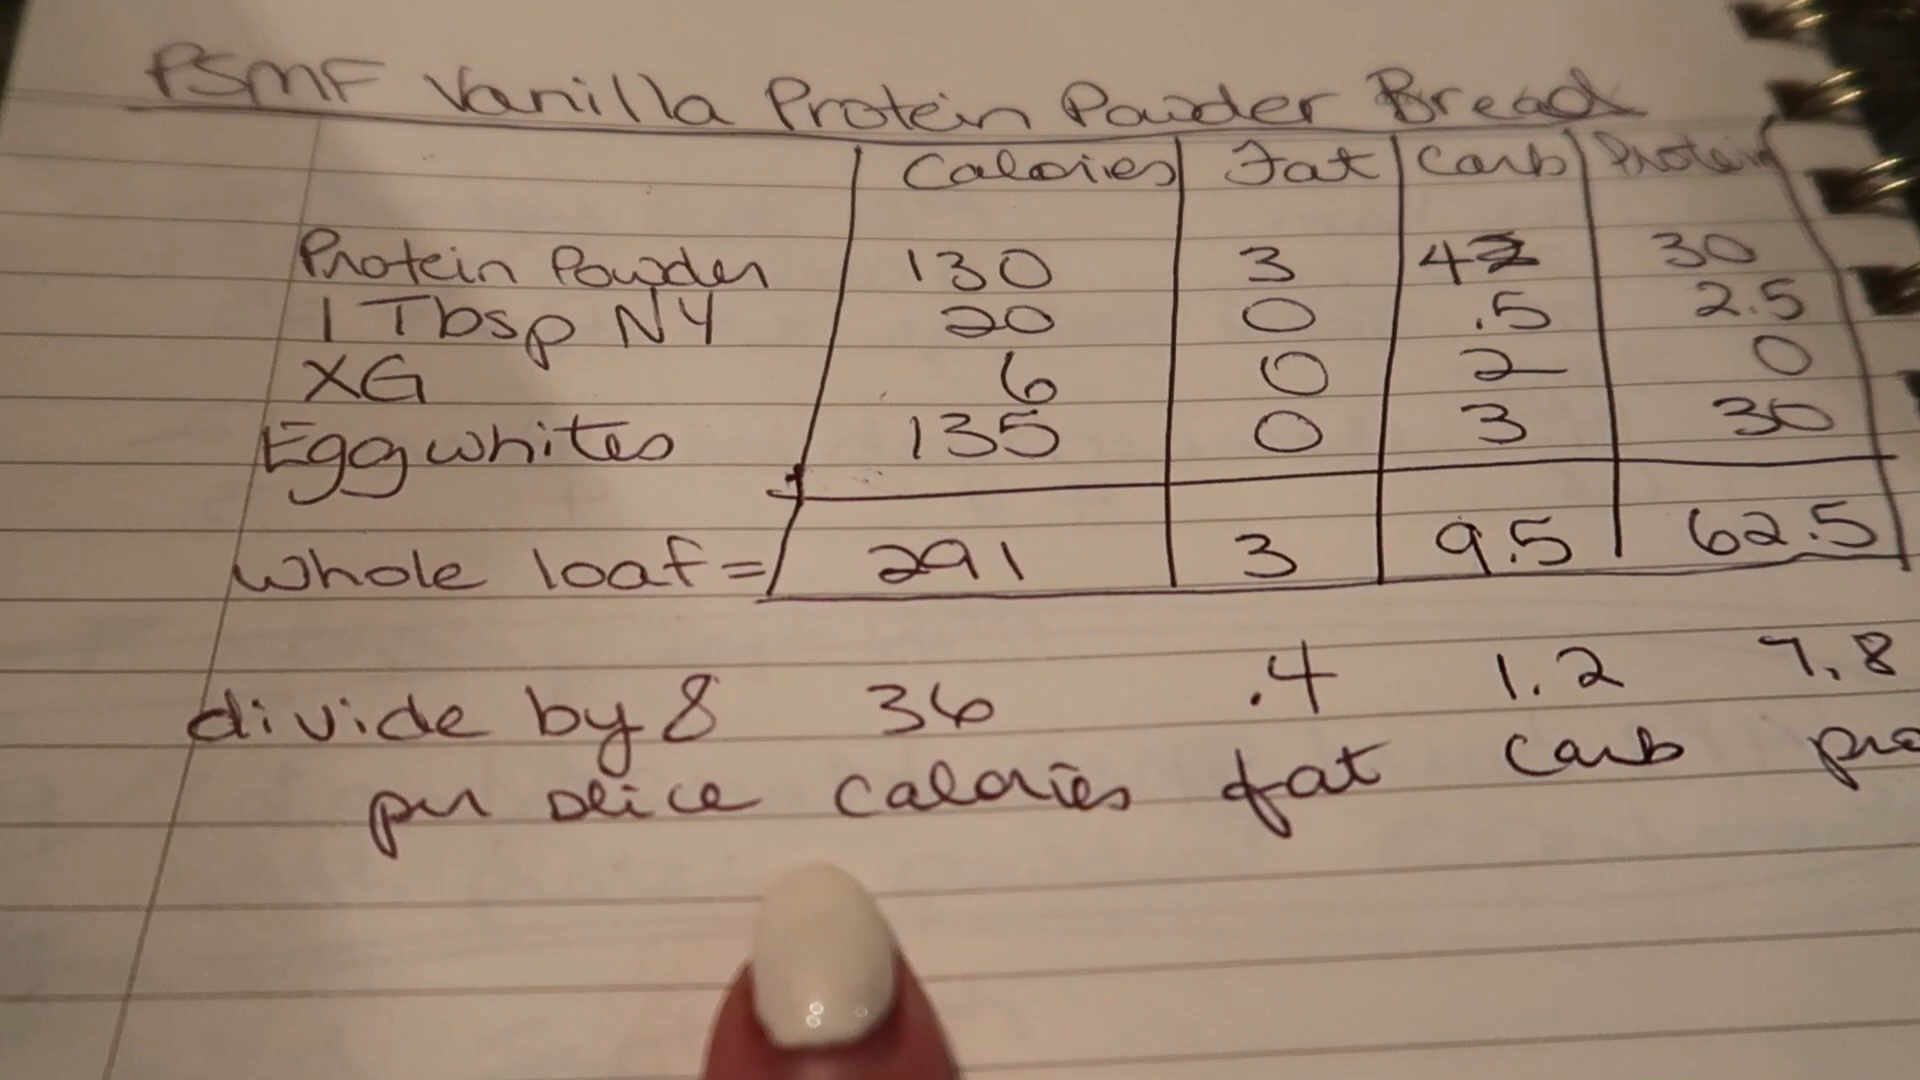 PSMF Vanilla Protein Powder Bread
Calories Fat Carb Protein
Protein Powder 130 3 4 30
1 Tbsp NY 20 0 .5 2.5
XG 6 0 2 0
Egg whites 135 0 3 30
Whole loaf = 291 3 9.5 62.5
divide by 8 36 .4 1.2 7.8
per slice calories fat carb pro